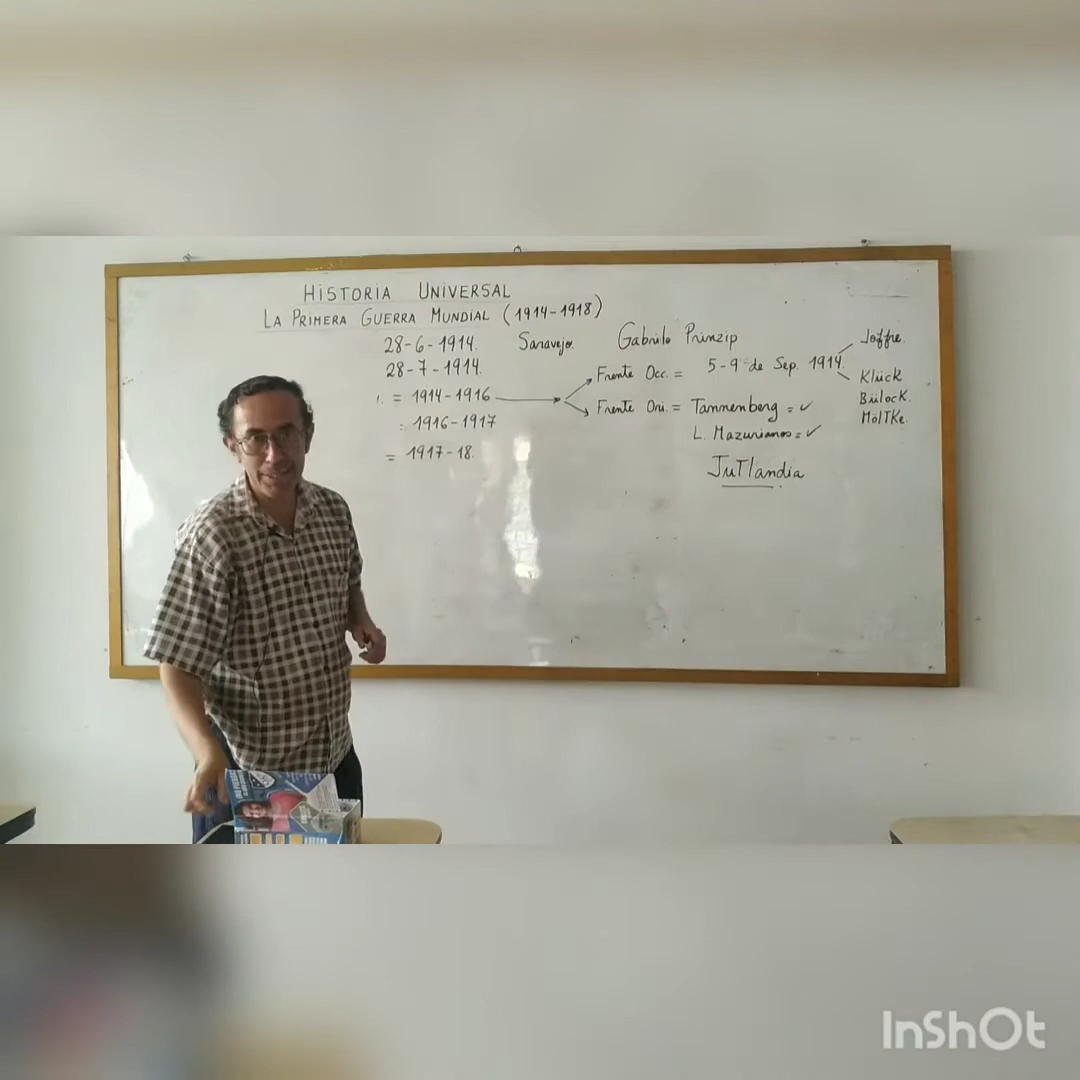 HISTORIA UNIVERSAL
LA PRIMERA GUERRA MUNDIAL (1914-1918)
28-6-1914. Saravejo. Gabrilo Prinzip
28-7-1914.
Frente Occ. = 5-9 de Sep. 1914.
Joffre.
Klück
Bülock.
MolTKe.
= 1914-1916
Frente Ori. = Tannenberg = ✓
L. Mazurianos = ✓
= 1916-1917
= 1917-18.
JuTlandia
InShOt